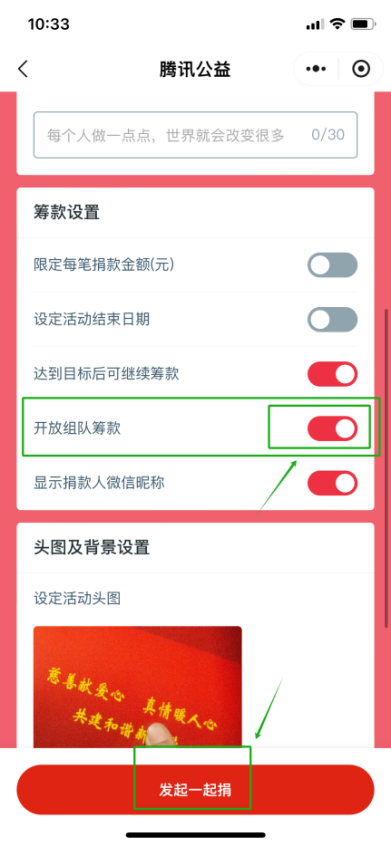 10:33
腾讯公益
每个人做一点点，世界就会改变很多 0/30
筹款设置
限定每笔捐款金额(元)
设定活动结束日期
达到目标后可继续筹款
开放组队筹款
显示捐款人微信昵称
头图及背景设置
设定活动头图
慈善献爱心 真情暖人心
共建和谐新
发起一起捐